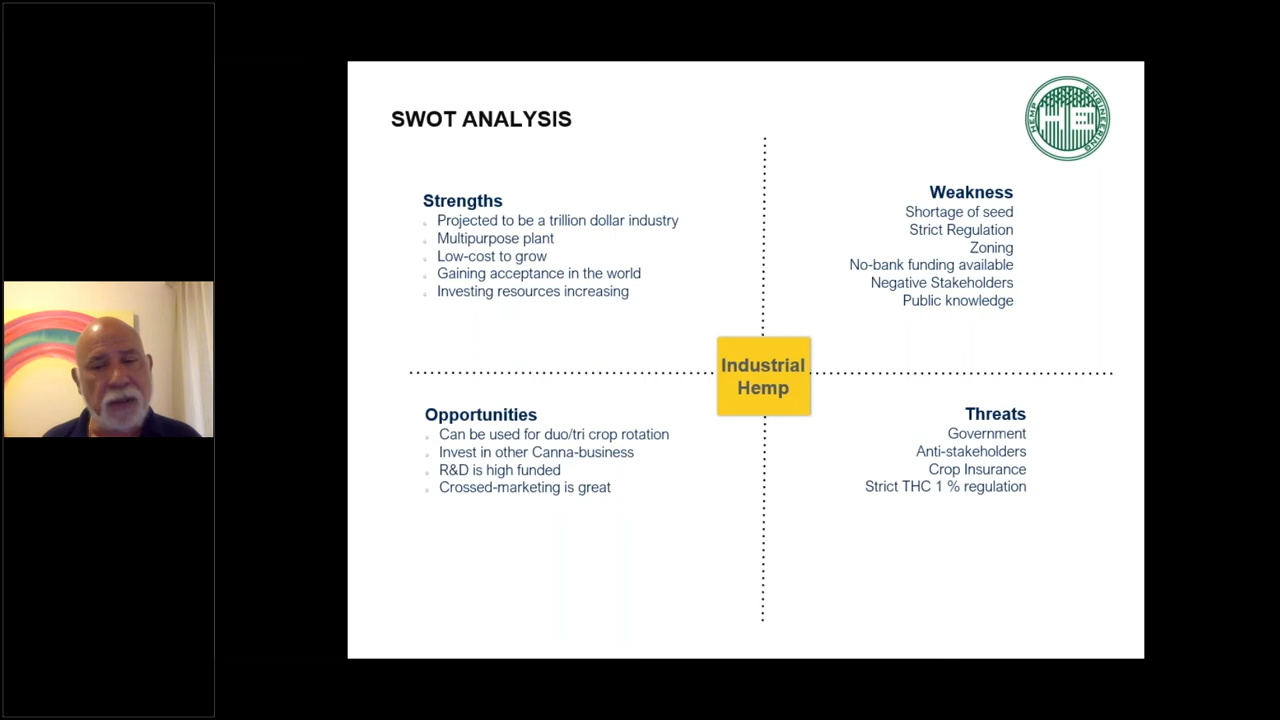 SWOT ANALYSIS
HEMP ENGINEERING
HE
Strengths
Projected to be a trillion dollar industry
Multipurpose plant
Low-cost to grow
Gaining acceptance in the world
Investing resources increasing
Weakness
Shortage of seed
Strict Regulation
Zoning
No-bank funding available
Negative Stakeholders
Public knowledge
Industrial
Hemp
Opportunities
Can be used for duo/tri crop rotation
Invest in other Canna-business
R&D is high funded
Crossed-marketing is great
Threats
Government
Anti-stakeholders
Crop Insurance
Strict THC 1 % regulation